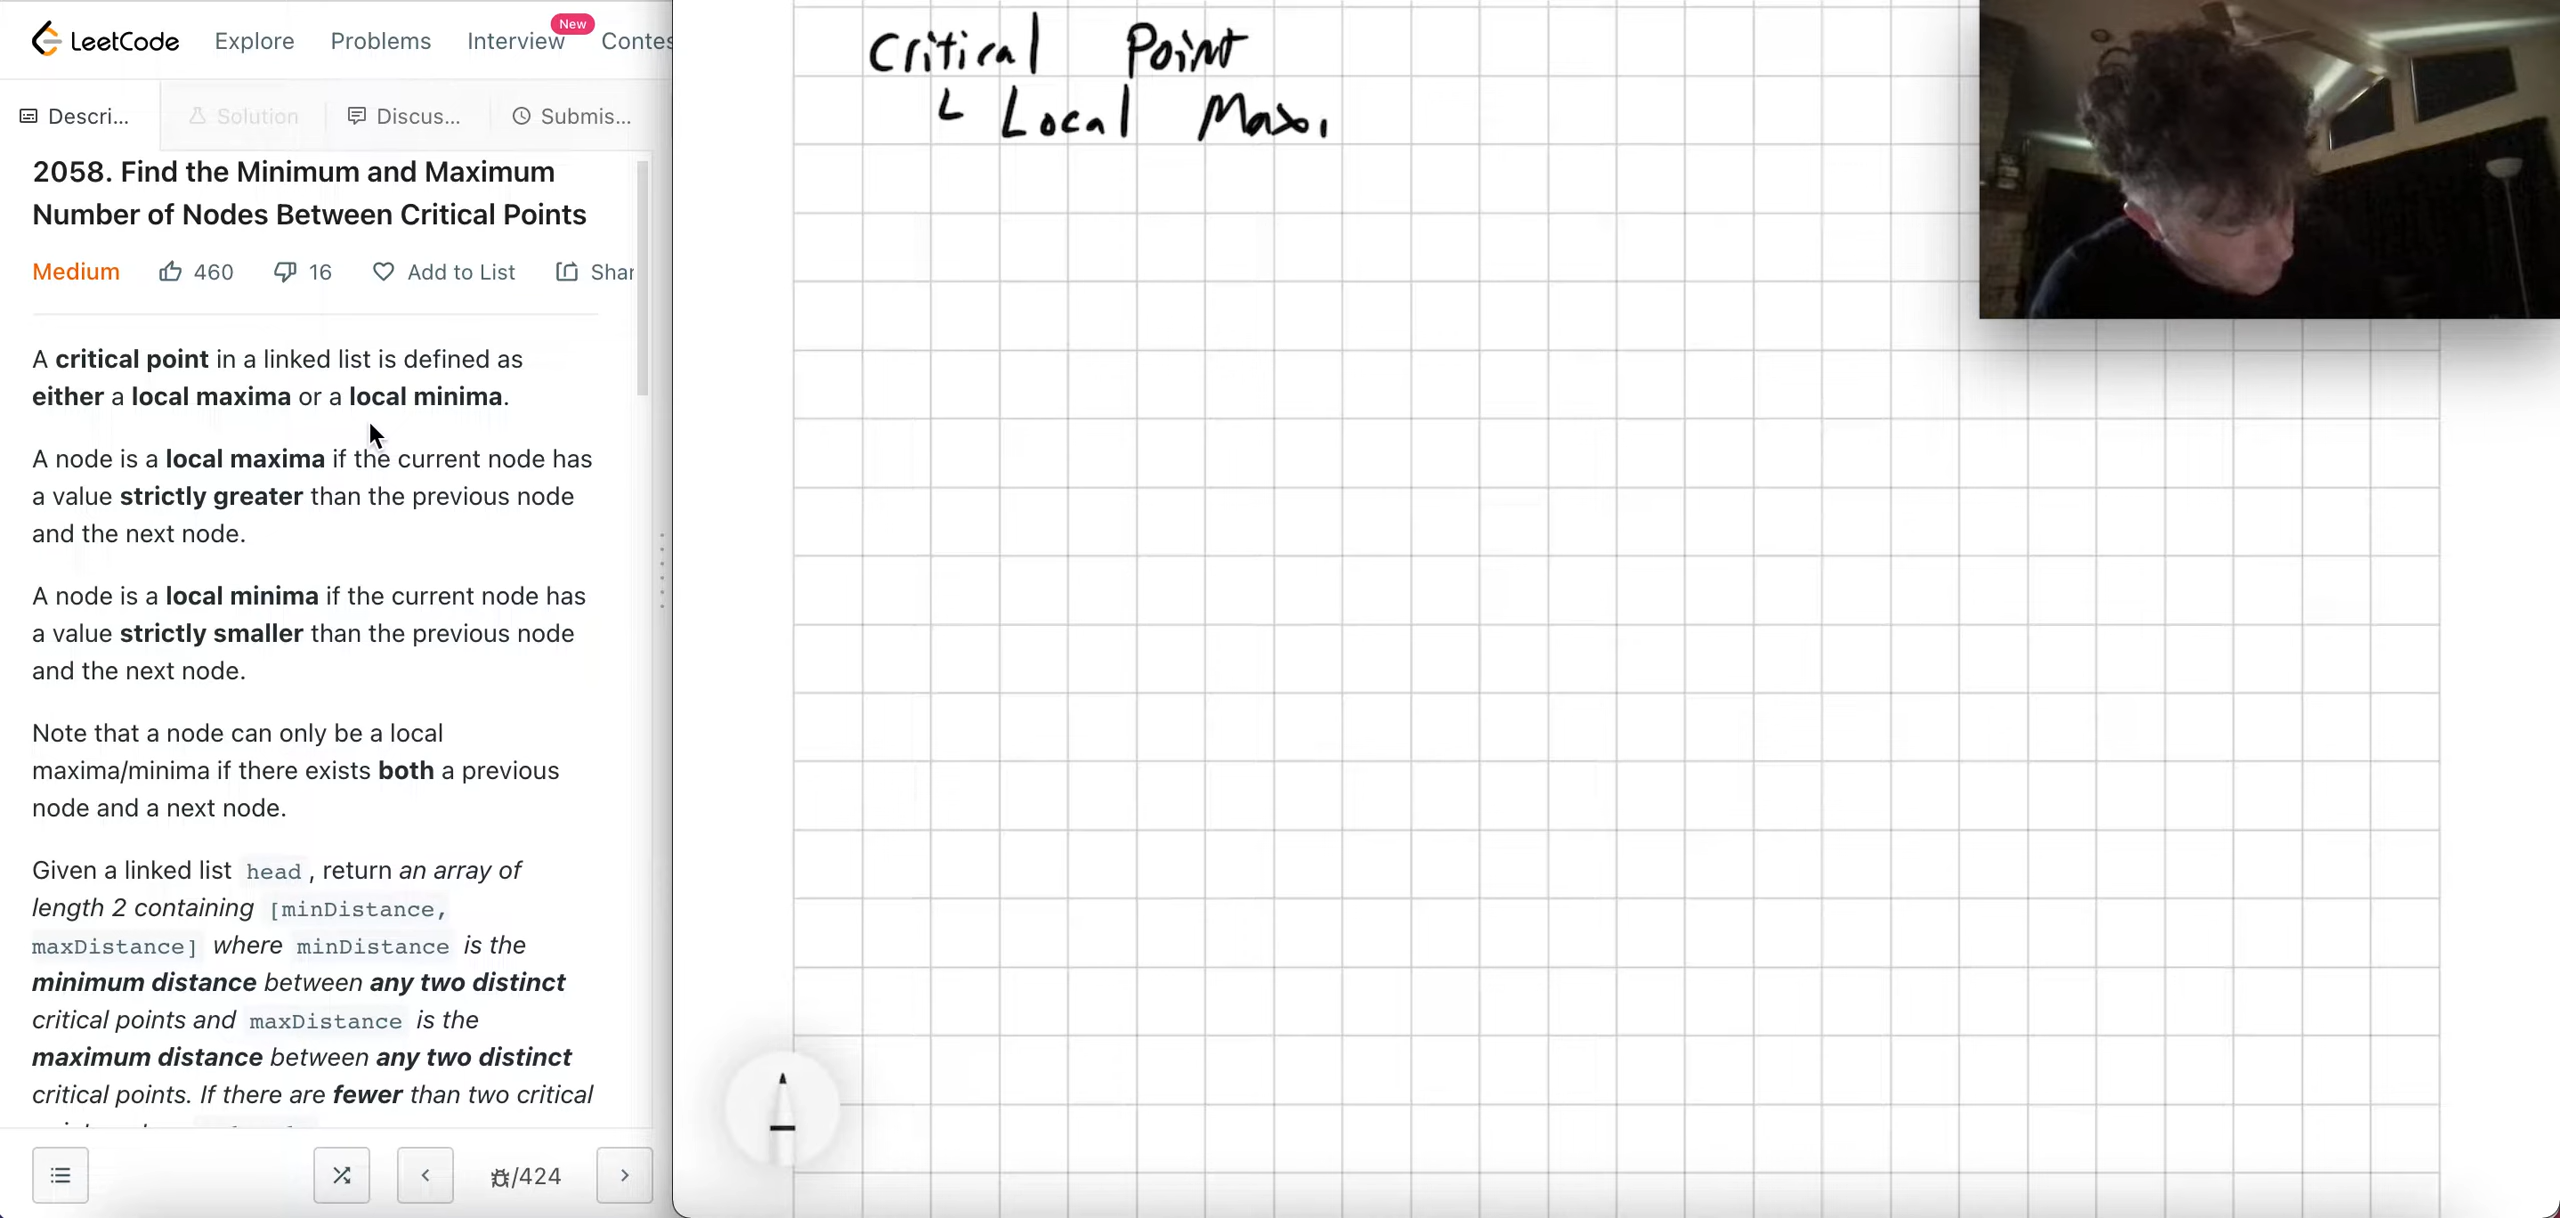 LeetCode Explore Problems Interview New Contes
Descri... Solution Discus... Submis...
2058. Find the Minimum and Maximum
Number of Nodes Between Critical Points
Medium 460 16 Add to List Shar
A critical point in a linked list is defined as
either a local maxima or a local minima.
A node is a local maxima if the current node has
a value strictly greater than the previous node
and the next node.
A node is a local minima if the current node has
a value strictly smaller than the previous node
and the next node.
Note that a node can only be a local
maxima/minima if there exists both a previous
node and a next node.
Given a linked list head, return an array of
length 2 containing [minDistance,
maxDistance] where minDistance is the
minimum distance between any two distinct
critical points and maxDistance is the
maximum distance between any two distinct
critical points. If there are fewer than two critical
/424
Critical Point
Local Maxi